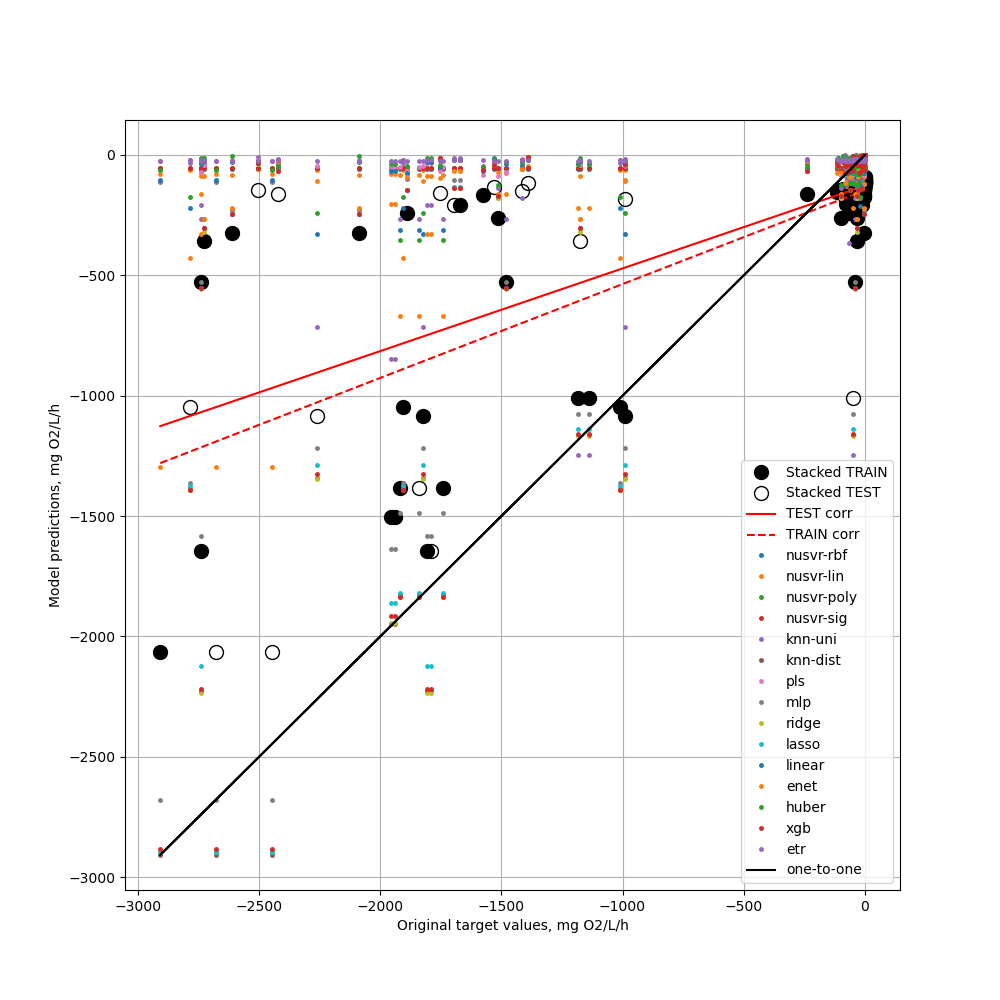 0
−500
−1000
−1500
−2000
−2500
−3000
Model predictions, mg O2/L/h
Stacked TRAIN
Stacked TEST
TEST corr
TRAIN corr
nusvr-rbf
nusvr-lin
nusvr-poly
nusvr-sig
knn-uni
knn-dist
pls
mlp
ridge
lasso
linear
enet
huber
xgb
etr
one-to-one
−3000 −2500 −2000 −1500 −1000 −500 0
Original target values, mg O2/L/h